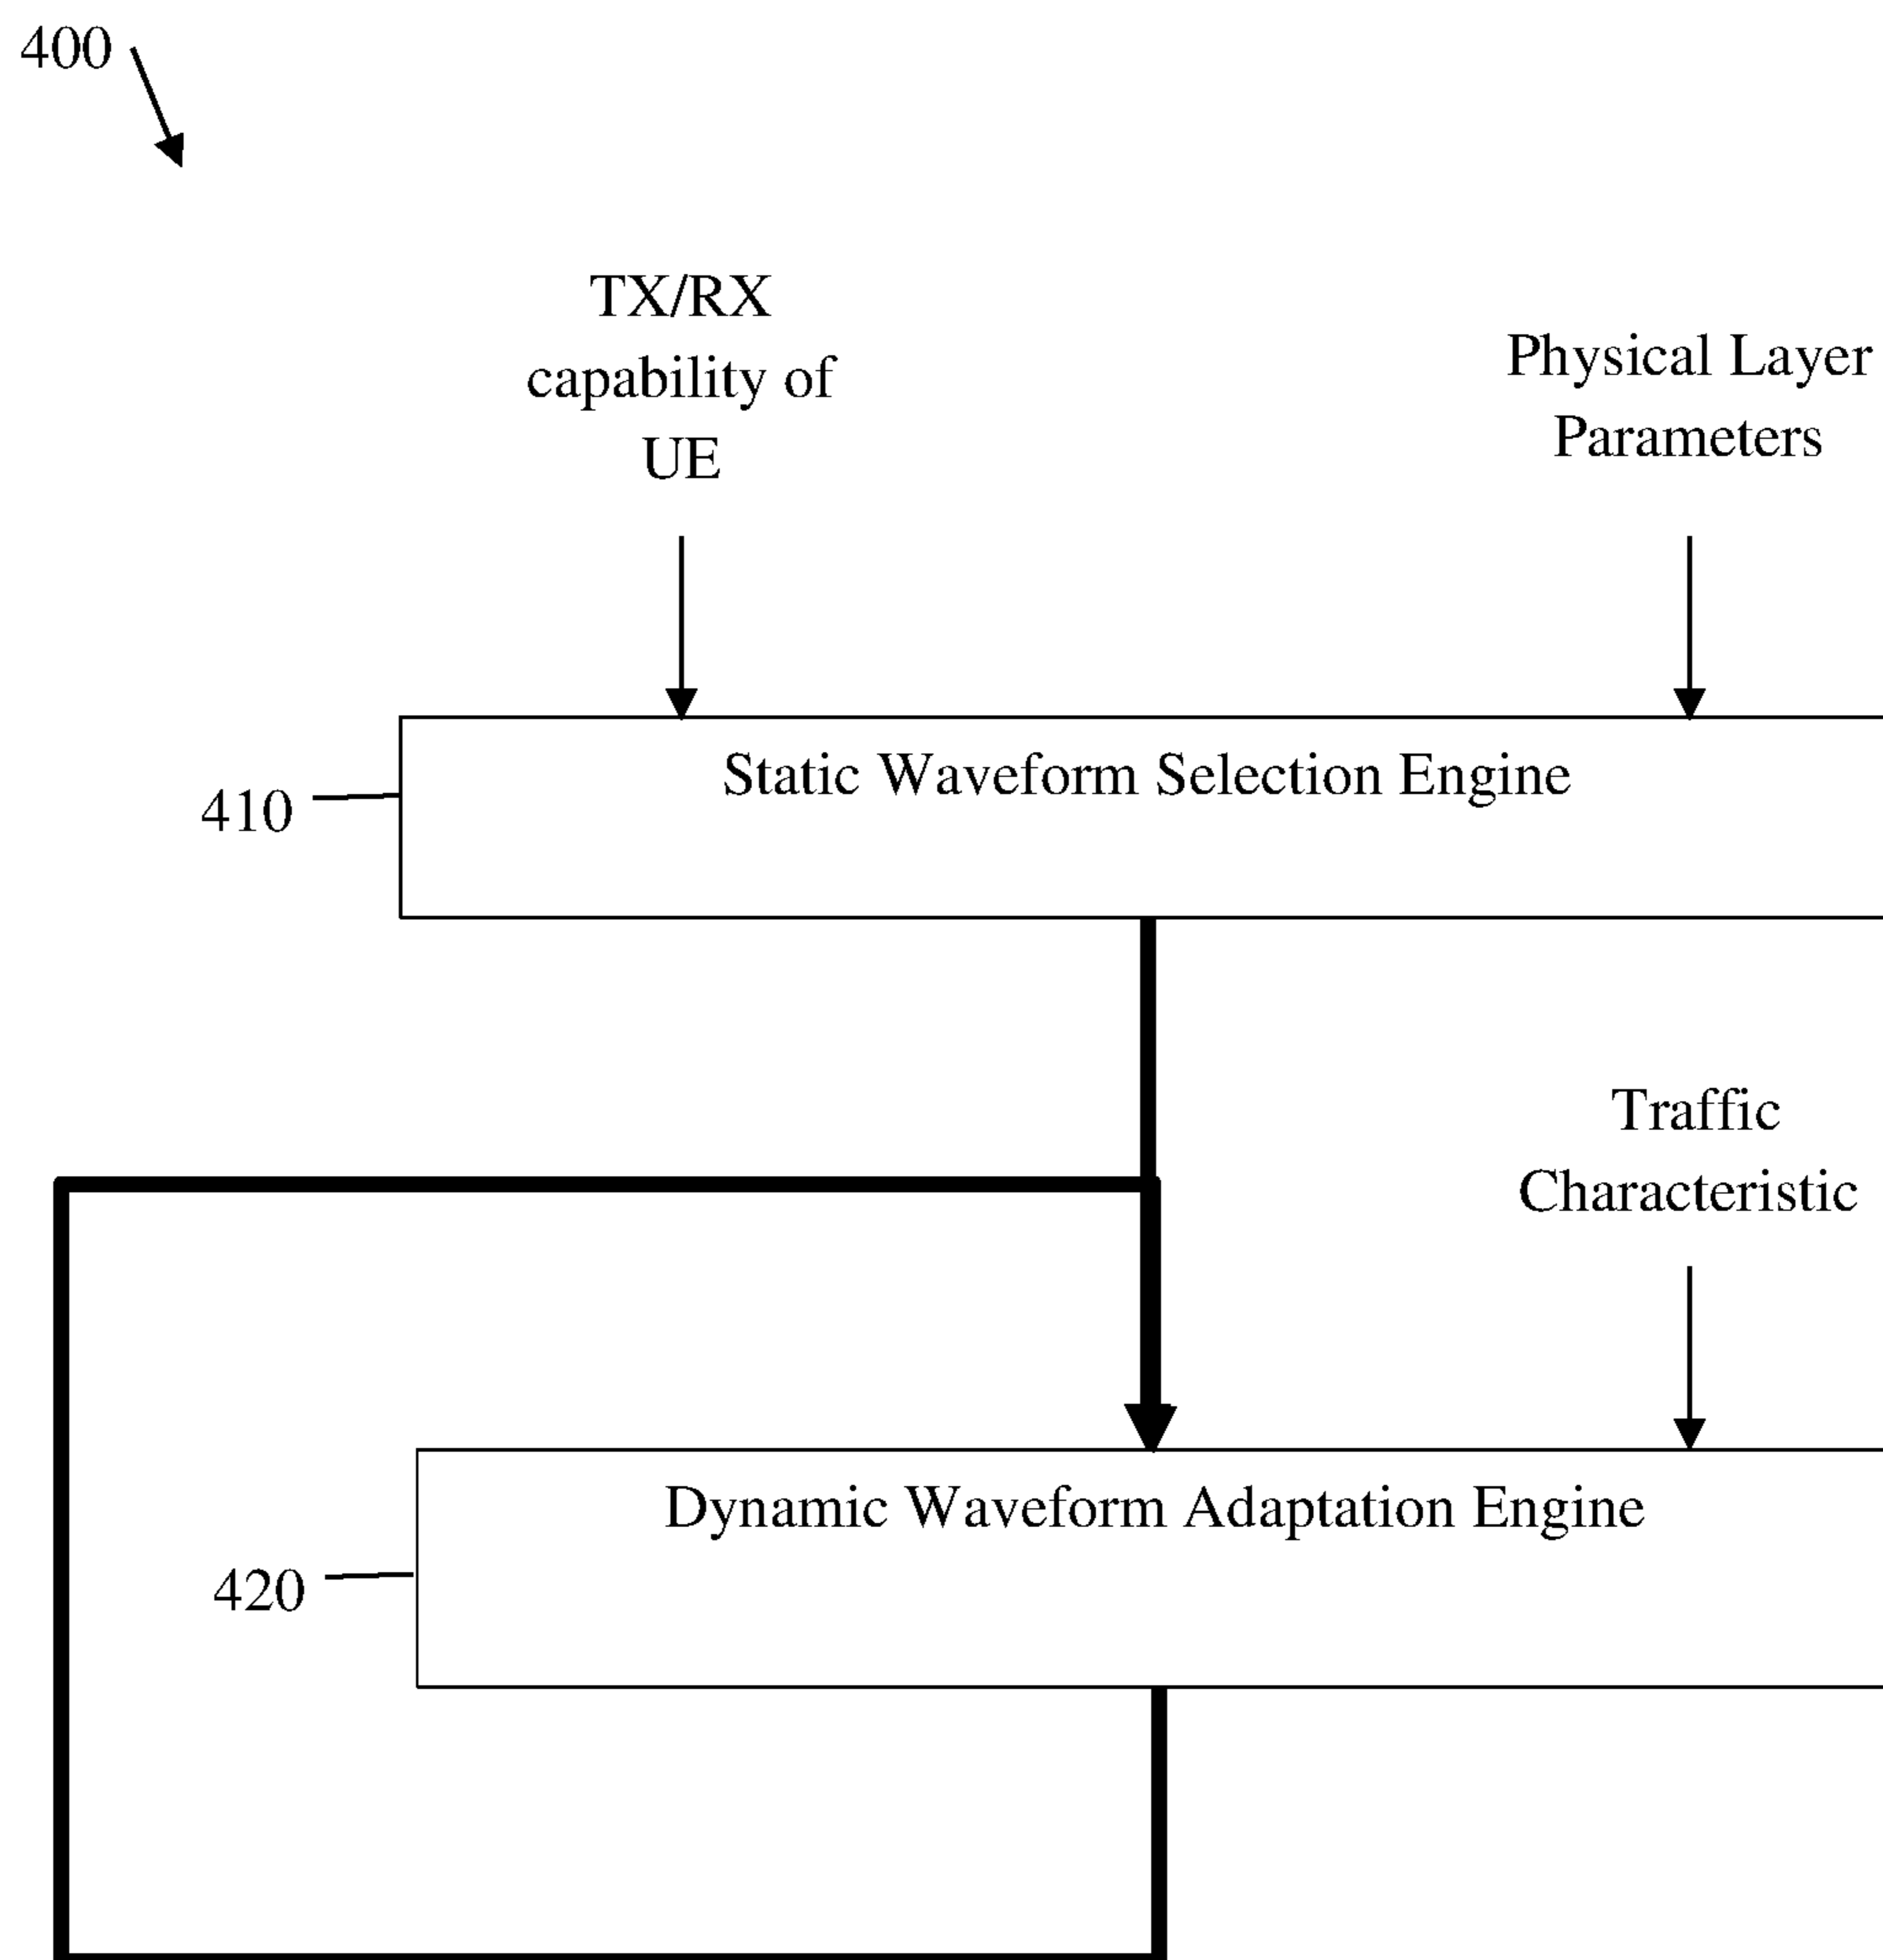 400
TX/RX
capability of
UE
Physical Layer
Parameters
Static Waveform Selection Engine
410
Traffic
Characteristic
Dynamic Waveform Adaptation Engine
420